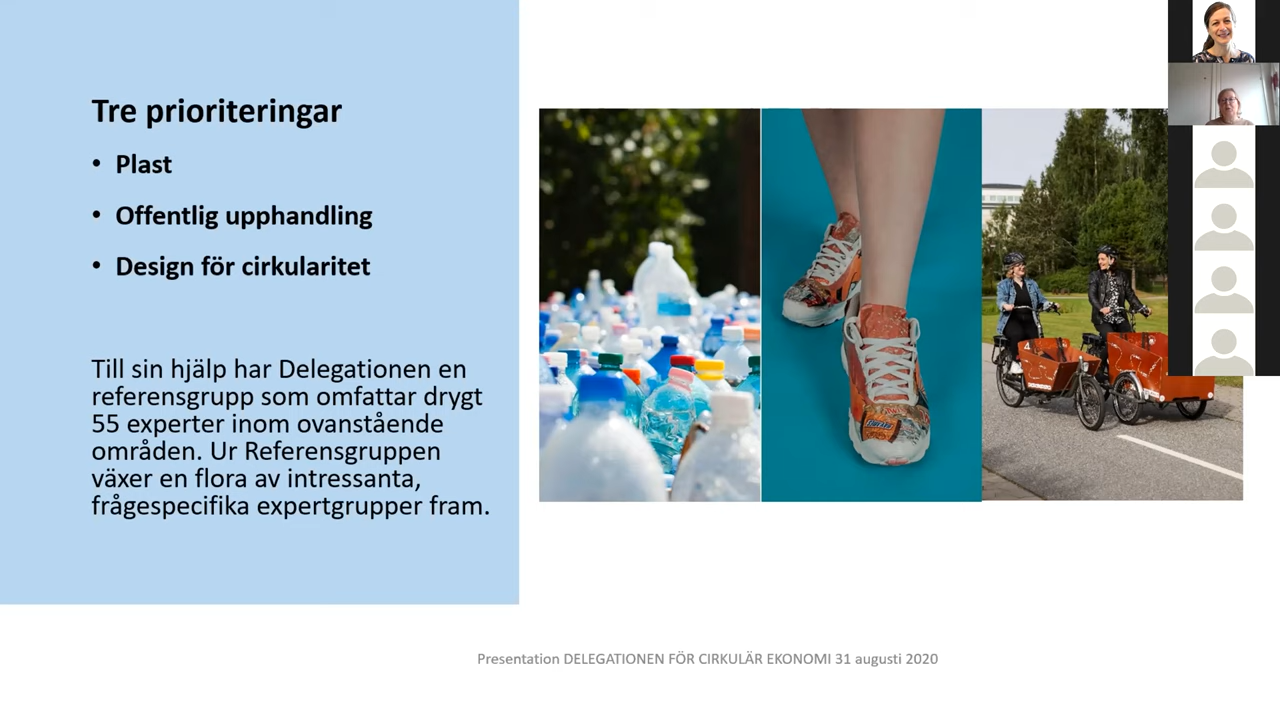 Tre prioriteringar
• Plast
• Offentlig upphandling
• Design för cirkularitet
Till sin hjälp har Delegationen en
referensgrupp som omfattar drygt
55 experter inom ovanstående
områden. Ur Referensgruppen
växer en flora av intressanta,
frågespecifika expertgrupper fram.
4
Presentation DELEGATIONEN FÖR CIRKULÄR EKONOMI 31 augusti 2020